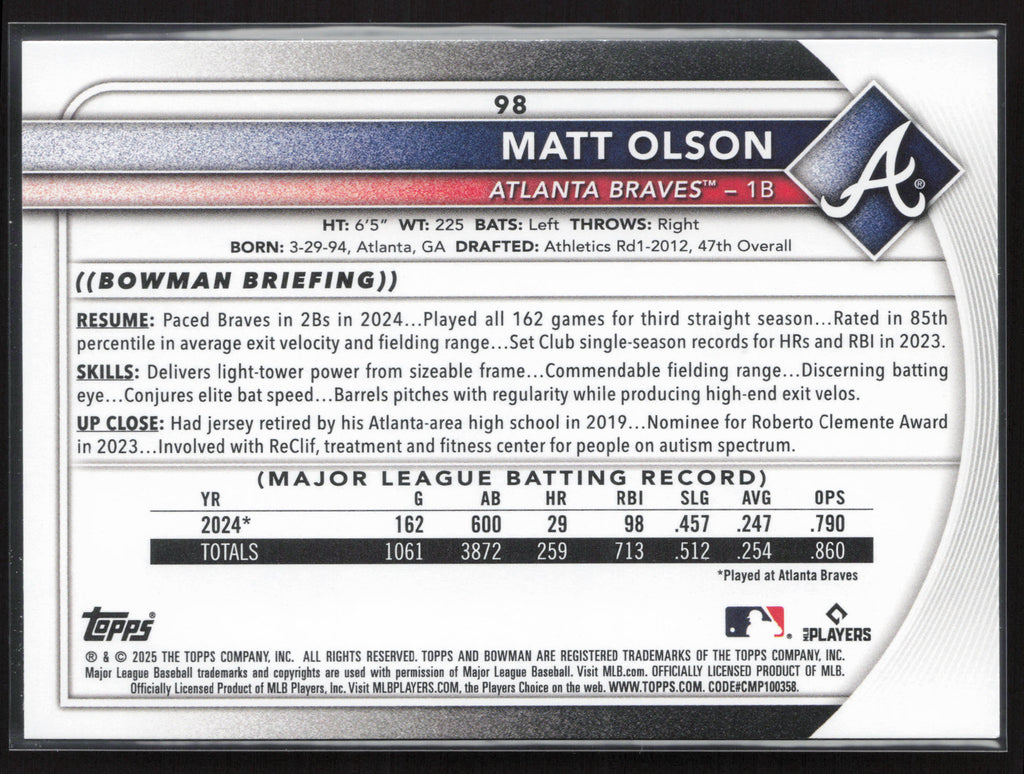 98
MATT OLSON
ATLANTA BRAVES™ – 1B
A®
HT: 6'5" WT: 225 BATS: Left THROWS: Right
BORN: 3-29-94, Atlanta, GA DRAFTED: Athletics Rd1-2012, 47th Overall
((BOWMAN BRIEFING))
RESUME: Paced Braves in 2Bs in 2024...Played all 162 games for third straight season...Rated in 85th
percentile in average exit velocity and fielding range...Set Club single-season records for HRs and RBI in 2023.
SKILLS: Delivers light-tower power from sizeable frame...Commendable fielding range...Discerning batting
eye...Conjures elite bat speed...Barrels pitches with regularity while producing high-end exit velos.
UP CLOSE: Had jersey retired by his Atlanta-area high school in 2019...Nominee for Roberto Clemente Award
in 2023...Involved with ReClif, treatment and fitness center for people on autism spectrum.
(MAJOR LEAGUE BATTING RECORD)
YR G AB HR RBI SLG AVG OPS
2024* 162 600 29 98 .457 .247 .790
TOTALS 1061 3872 259 713 .512 .254 .860
*Played at Atlanta Braves
Topps®
MLB PLAYERS
® & © 2025 THE TOPPS COMPANY, INC. ALL RIGHTS RESERVED. TOPPS AND BOWMAN ARE REGISTERED TRADEMARKS OF THE TOPPS COMPANY, INC.
Major League Baseball trademarks and copyrights are used with permission of Major League Baseball. Visit MLB.com. OFFICIALLY LICENSED PRODUCT OF MLB.
Officially Licensed Product of MLB Players, Inc. Visit MLBPLAYERS.COM, the Players Choice on the web. WWW.TOPPS.COM. CODE#CMP100358.